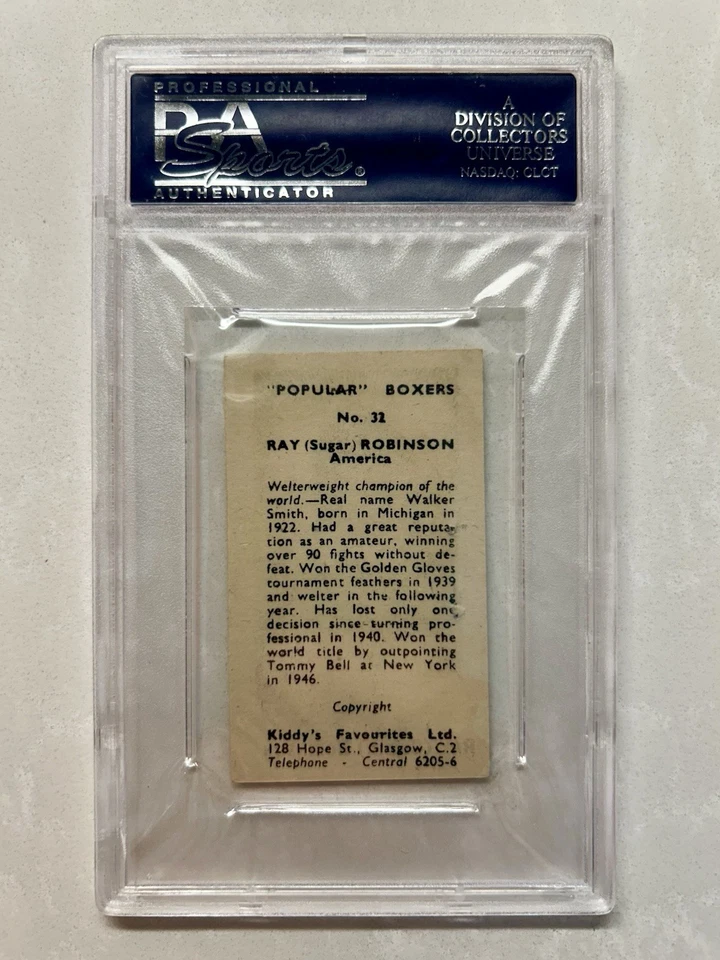 PROFESSIONAL
PSA
Sports®
AUTHENTICATOR
A
DIVISION OF
COLLECTORS
UNIVERSE
NASDAQ: CLCT
"POPULAR" BOXERS
No. 32
RAY (Sugar) ROBINSON
America
Welterweight champion of the
world.—Real name Walker
Smith, born in Michigan in
1922. Had a great reputa-
tion as an amateur, winning
over 90 fights without de-
feat. Won the Golden Gloves
tournament feathers in 1939
and welter in the following
year. Has lost only one
decision since turning pro-
fessional in 1940. Won the
world title by outpointing
Tommy Bell at New York
in 1946.
Copyright
Kiddy's Favourites Ltd.
128 Hope St., Glasgow, C.2
Telephone - Central 6205-6